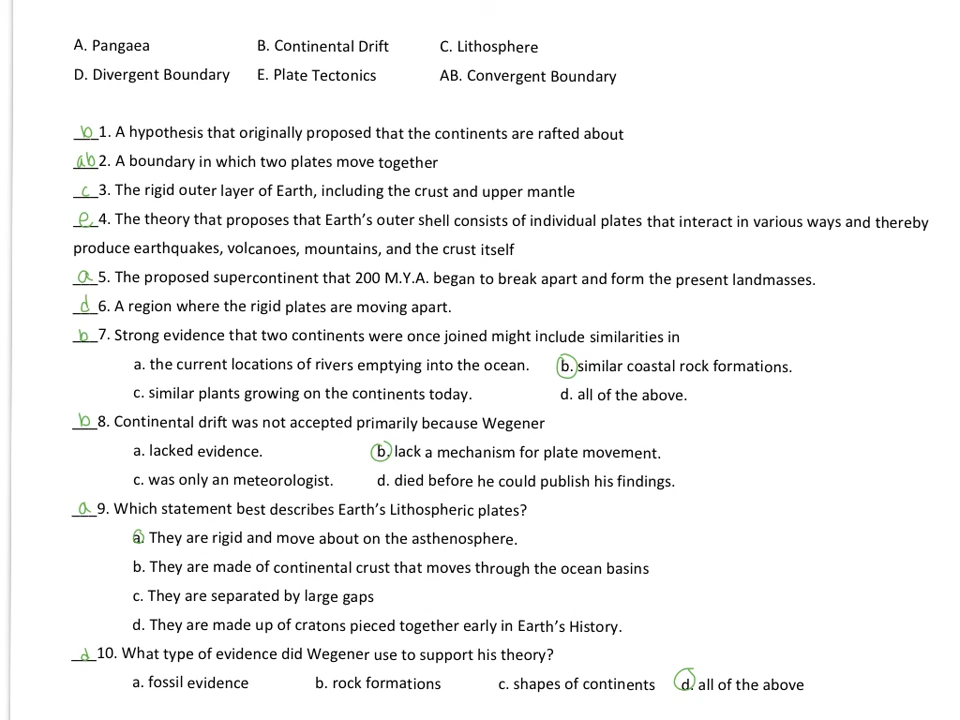 A. Pangaea B. Continental Drift C. Lithosphere
D. Divergent Boundary E. Plate Tectonics AB. Convergent Boundary
b 1. A hypothesis that originally proposed that the continents are rafted about
ab 2. A boundary in which two plates move together
c 3. The rigid outer layer of Earth, including the crust and upper mantle
e 4. The theory that proposes that Earth's outer shell consists of individual plates that interact in various ways and thereby
produce earthquakes, volcanoes, mountains, and the crust itself
a 5. The proposed supercontinent that 200 M.Y.A. began to break apart and form the present landmasses.
d 6. A region where the rigid plates are moving apart.
b 7. Strong evidence that two continents were once joined might include similarities in
a. the current locations of rivers emptying into the ocean. b. similar coastal rock formations.
c. similar plants growing on the continents today. d. all of the above.
b 8. Continental drift was not accepted primarily because Wegener
a. lacked evidence. b. lack a mechanism for plate movement.
c. was only an meteorologist. d. died before he could publish his findings.
a 9. Which statement best describes Earth's Lithospheric plates?
a. They are rigid and move about on the asthenosphere.
b. They are made of continental crust that moves through the ocean basins
c. They are separated by large gaps
d. They are made up of cratons pieced together early in Earth's History.
d 10. What type of evidence did Wegener use to support his theory?
a. fossil evidence b. rock formations c. shapes of continents d. all of the above